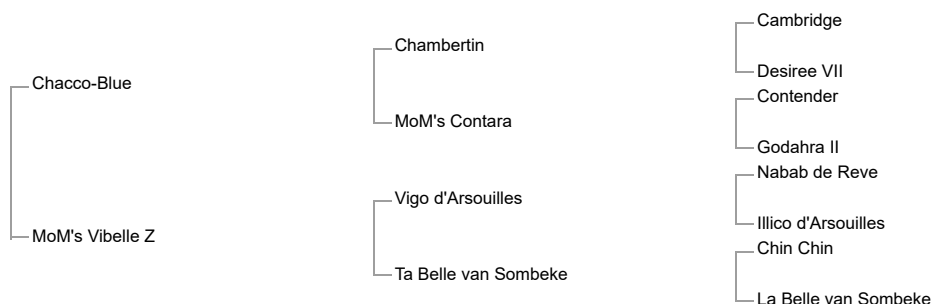 Cambridge
Chambertin
Desiree VII
Chacco-Blue
Contender
MoM's Contara
Godahra II
Nabab de Reve
Vigo d'Arsouilles
Illico d'Arsouilles
MoM's Vibelle Z
Chin Chin
Ta Belle van Sombeke
La Belle van Sombeke